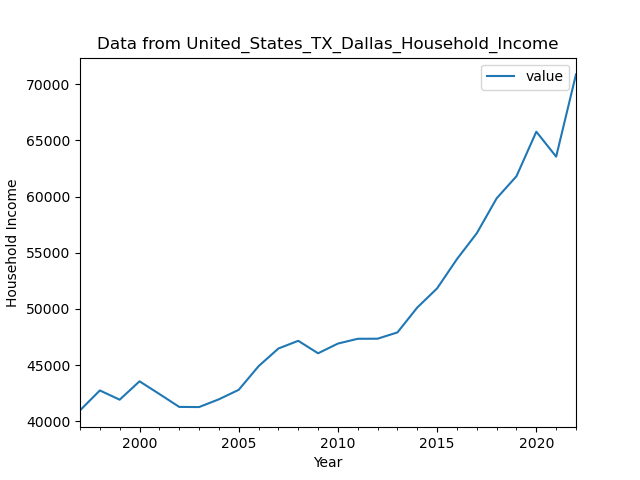 Data from United_States_TX_Dallas_Household_Income
value
Household Income
70000
65000
60000
55000
50000
45000
40000
2000 2005 2010 2015 2020
Year